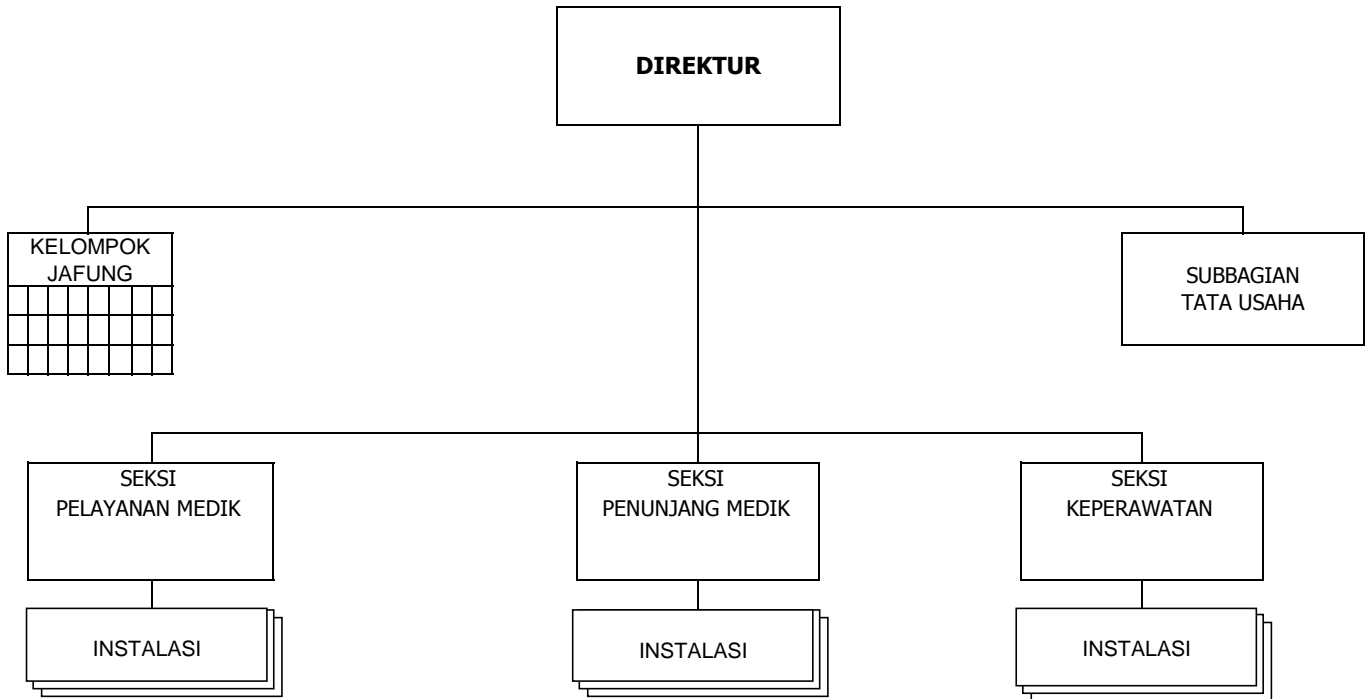 DIREKTUR
KELOMPOK
JAFUNG
SUBBAGIAN
TATA USAHA
SEKSI
PELAYANAN MEDIK
SEKSI
PENUNJANG MEDIK
SEKSI
KEPERAWATAN
INSTALASI
INSTALASI
INSTALASI